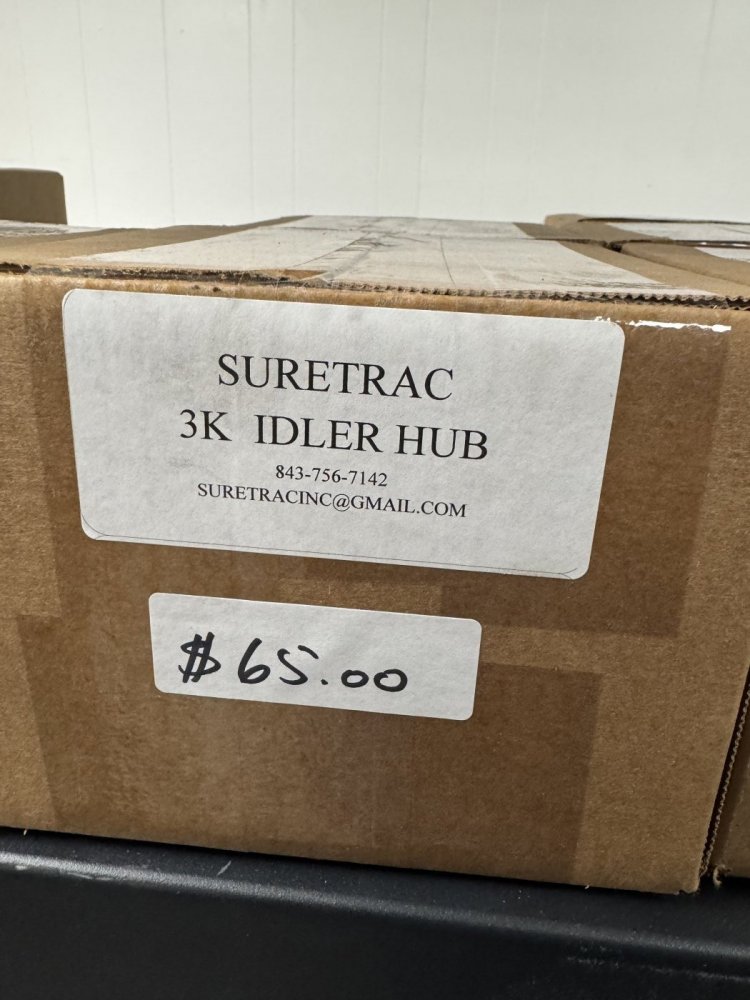 SURETRAC
3K IDLER HUB
843-756-7142
SURETRACINC@GMAIL.COM
$65.00